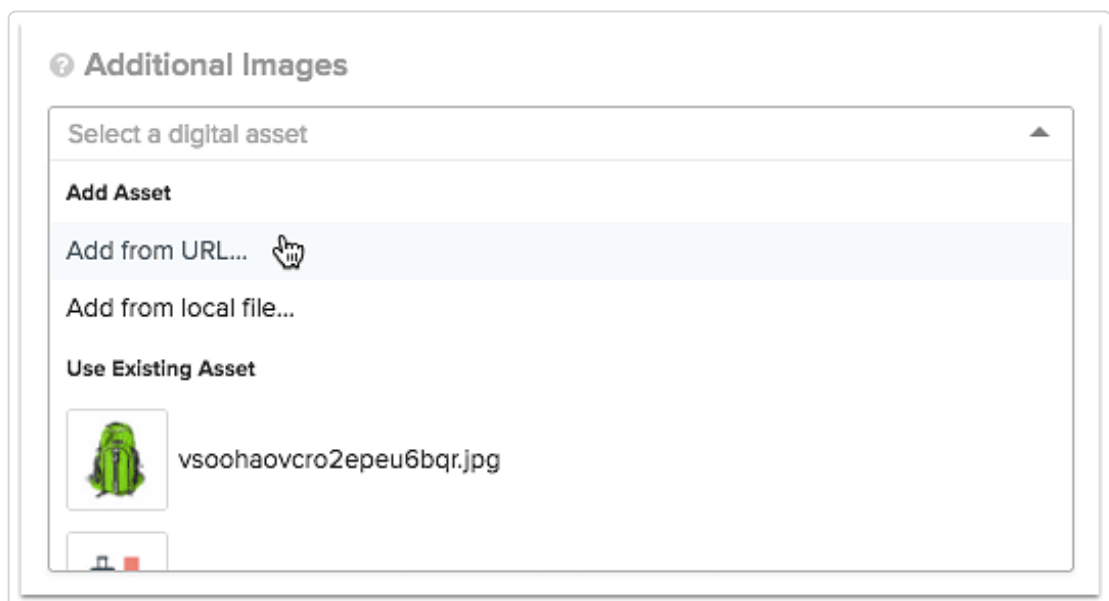 Additional Images
Select a digital asset
Add Asset
Add from URL...
Add from local file...
Use Existing Asset
vsoohaovcro2epeu6bqr.jpg